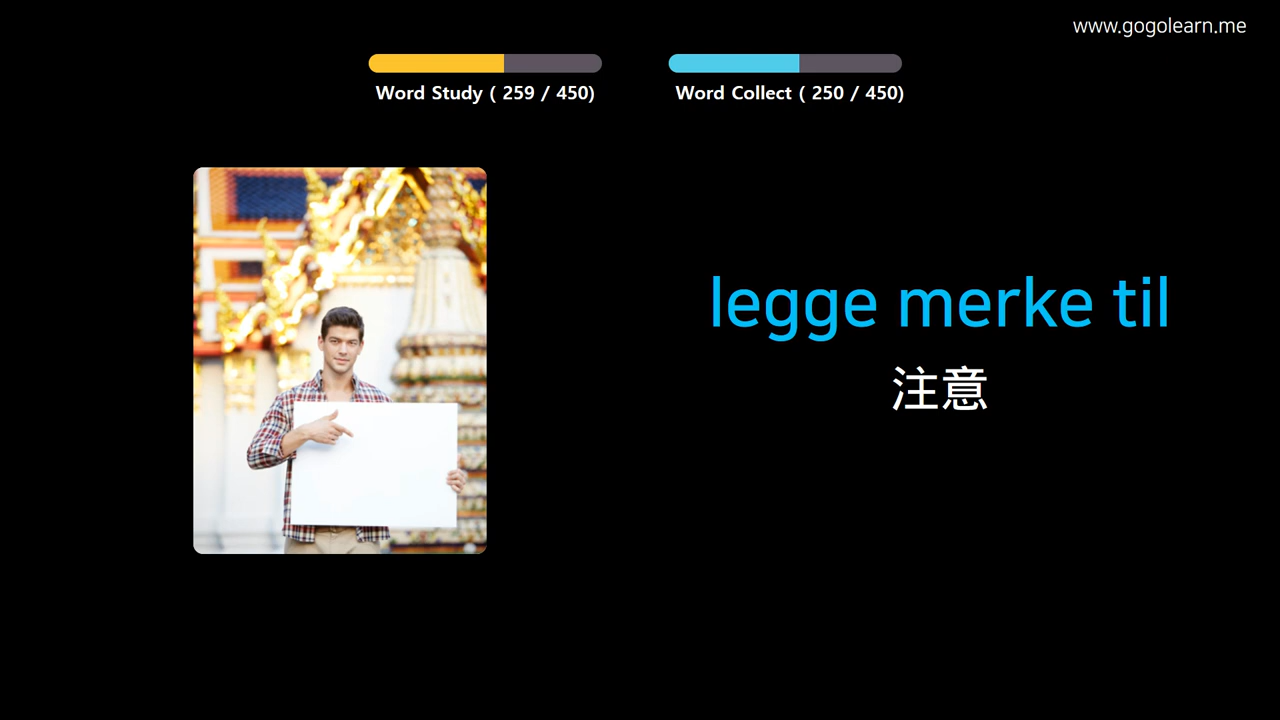 www.gogolearn.me
Word Study ( 259 / 450)
Word Collect ( 250 / 450)
legge merke til
注意